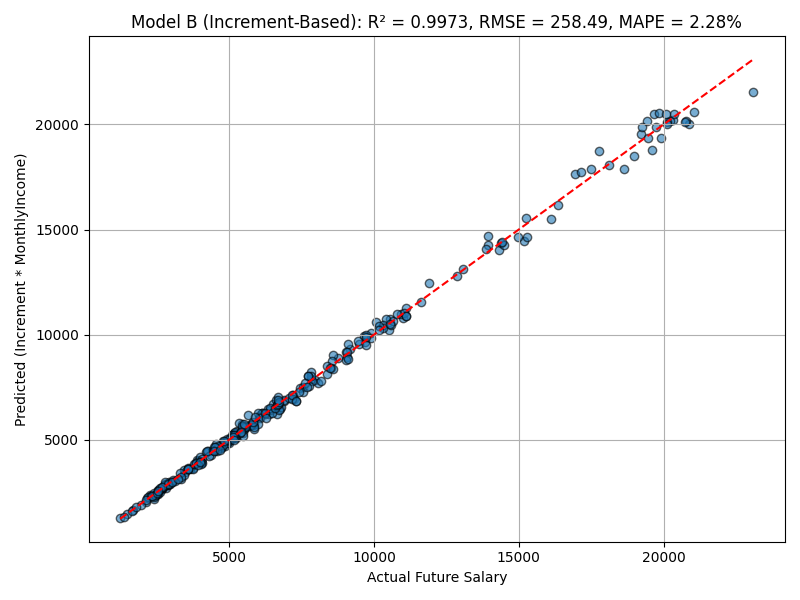 Model B (Increment-Based): R² = 0.9973, RMSE = 258.49, MAPE = 2.28%
Predicted (Increment * MonthlyIncome)
20000
15000
10000
5000
5000 10000 15000 20000
Actual Future Salary